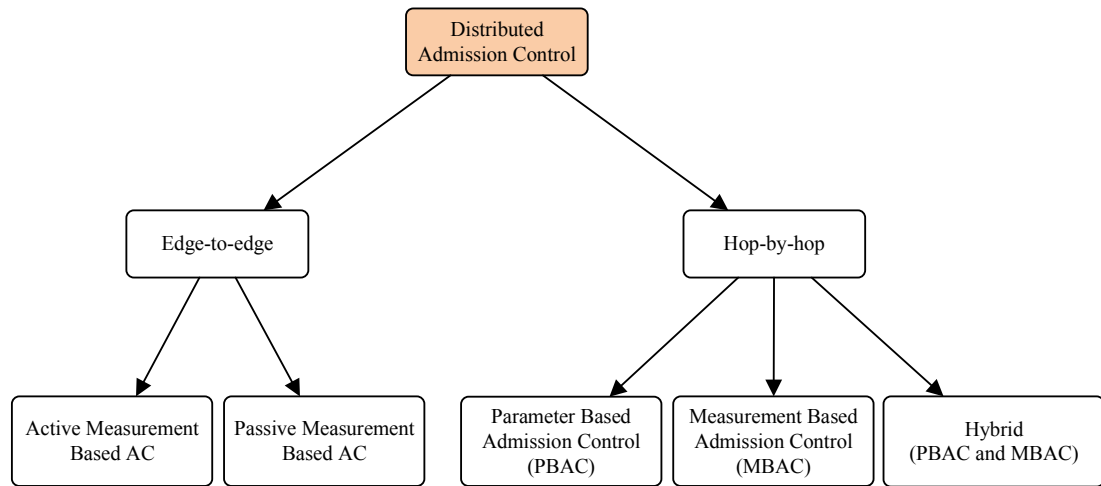 Distributed
Admission Control
Edge-to-edge
Hop-by-hop
Active Measurement
Based AC
Passive Measurement
Based AC
Parameter Based
Admission Control
(PBAC)
Measurement Based
Admission Control
(MBAC)
Hybrid
(PBAC and MBAC)